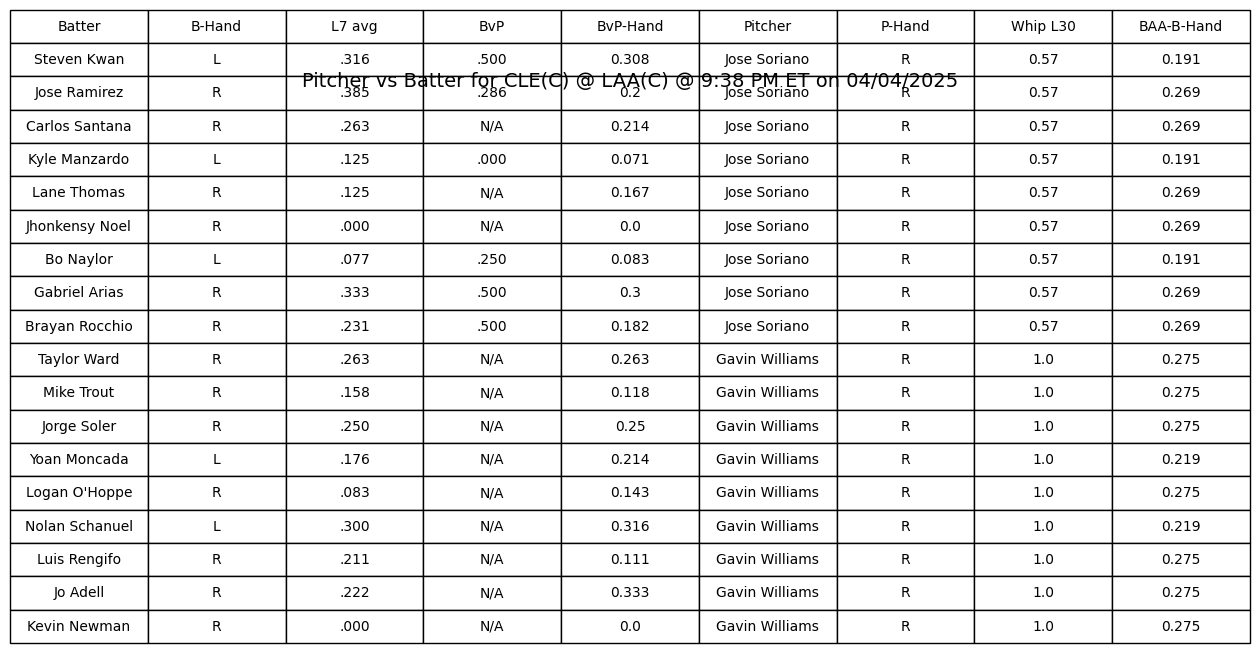 Batter B-Hand L7 avg BvP BvP-Hand Pitcher P-Hand Whip L30 BAA-B-Hand
Steven Kwan L .316 .500 0.308 Jose Soriano R 0.57 0.191
Pitcher vs Batter for CLE(C) @ LAA(C) @ 9:38 PM ET on 04/04/2025
Jose Ramirez R .385 .286 0.2 Jose Soriano R 0.57 0.269
Carlos Santana R .263 N/A 0.214 Jose Soriano R 0.57 0.269
Kyle Manzardo L .125 .000 0.071 Jose Soriano R 0.57 0.191
Lane Thomas R .125 N/A 0.167 Jose Soriano R 0.57 0.269
Jhonkensy Noel R .000 N/A 0.0 Jose Soriano R 0.57 0.269
Bo Naylor L .077 .250 0.083 Jose Soriano R 0.57 0.191
Gabriel Arias R .333 .500 0.3 Jose Soriano R 0.57 0.269
Brayan Rocchio R .231 .500 0.182 Jose Soriano R 0.57 0.269
Taylor Ward R .263 N/A 0.263 Gavin Williams R 1.0 0.275
Mike Trout R .158 N/A 0.118 Gavin Williams R 1.0 0.275
Jorge Soler R .250 N/A 0.25 Gavin Williams R 1.0 0.275
Yoan Moncada L .176 N/A 0.214 Gavin Williams R 1.0 0.219
Logan O'Hoppe R .083 N/A 0.143 Gavin Williams R 1.0 0.275
Nolan Schanuel L .300 N/A 0.316 Gavin Williams R 1.0 0.219
Luis Rengifo R .211 N/A 0.111 Gavin Williams R 1.0 0.275
Jo Adell R .222 N/A 0.333 Gavin Williams R 1.0 0.275
Kevin Newman R .000 N/A 0.0 Gavin Williams R 1.0 0.275